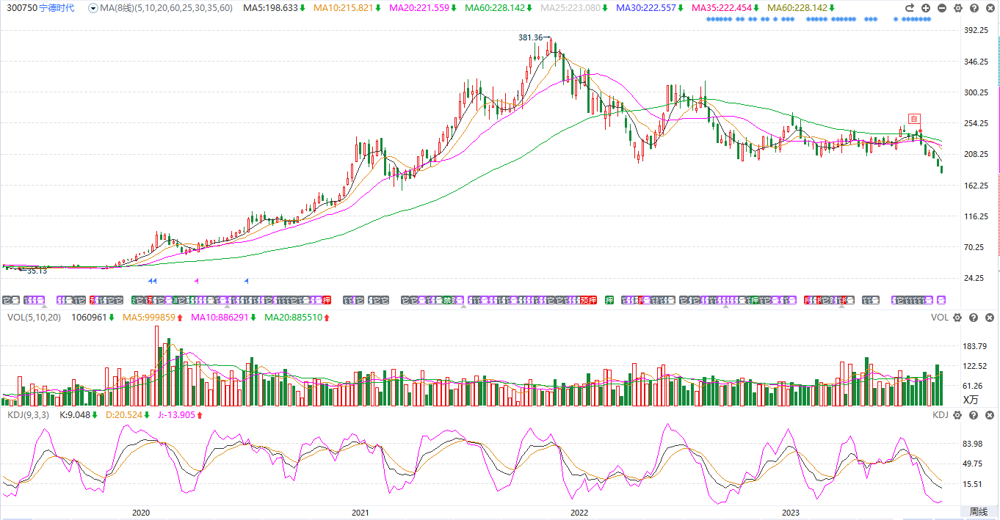 300750 宁德时代 MA(8线)(5,10,20,60,25,30,35,60) MA5:198.633 MA10:215.821 MA20:221.559 MA60:228.142 MA25:223.080 MA30:222.557 MA35:222.454 MA60:228.142
392.25
381.36
346.25
300.25
自
254.25
208.25
162.25
116.25
70.25
35.13
24.25
VOL(5,10,20) 1060961 MA5:999859 MA10:886291 MA20:885510 VOL
183.79
122.52
61.26
X万
KDJ(9,3,3) K:9.048 D:20.524 J:-13.905 KDJ
83.98
49.75
15.51
2020 2021 2022 2023 周线